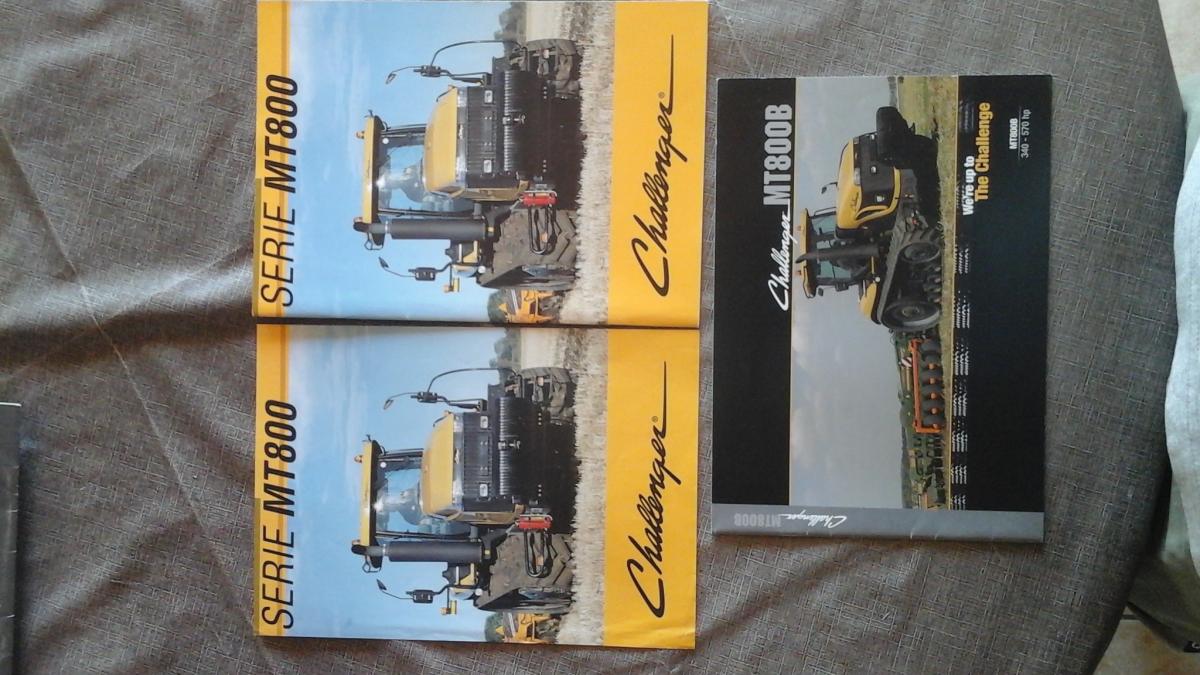 SERIE MT800
Challenger®
SERIE MT800
Challenger®
Challenger MT800B
We're up to
The Challenge
MT800B
340 - 570 hp
Challenger MT800B